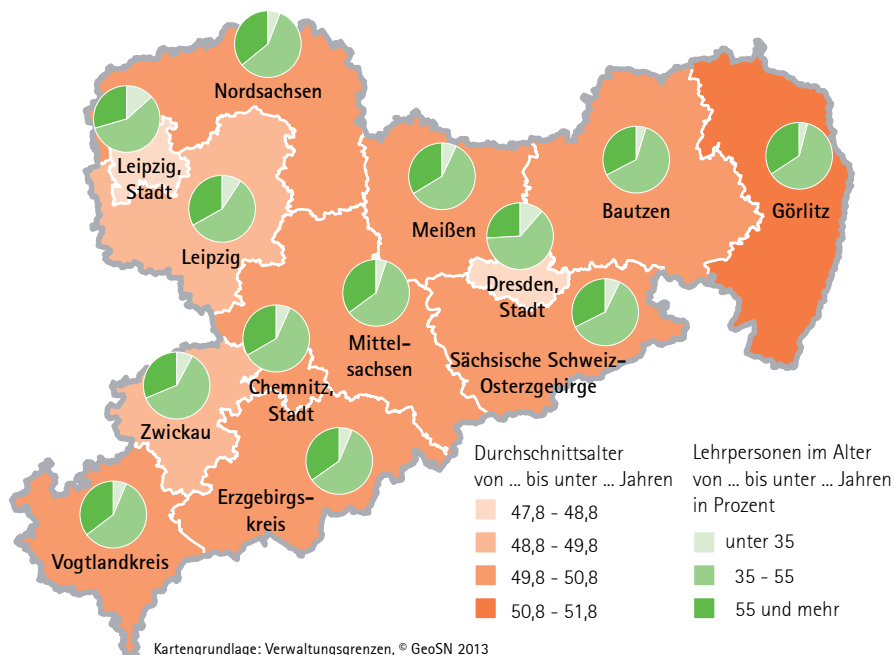 Nordsachsen
Leipzig,
Stadt
Leipzig
Meißen
Bautzen
Görlitz
Dresden,
Stadt
Mittel-
sachsen
Sächsische Schweiz-
Osterzgebirge
Chemnitz,
Stadt
Zwickau
Erzgebirgs-
kreis
Vogtlandkreis
Durchschnittsalter
von ... bis unter ... Jahren
47,8 - 48,8
48,8 - 49,8
49,8 - 50,8
50,8 - 51,8
Lehrpersonen im Alter
von ... bis unter ... Jahren
in Prozent
unter 35
35 - 55
55 und mehr
Kartengrundlage: Verwaltungsgrenzen, © GeoSN 2013